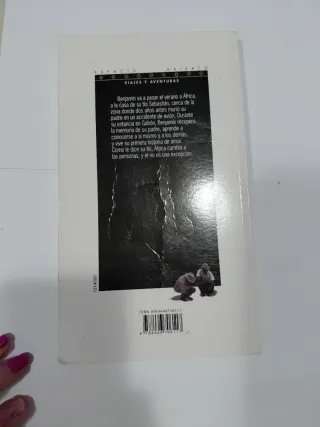 ESPACIO ABIERTO
VIAJES Y AVENTURAS
Benjamín va a pasar el verano a África,
a la casa de su tío Sebastián, cerca de la
zona donde dos años antes murió su
padre en un accidente de avión. Durante
su estancia en Gabón, Benjamín recupera
la memoria de su padre, aprende a
conocerse a sí mismo y a los demás,
y vive su primera historia de amor.
Como le dice su tío, África cambia a
las personas, y él no es una excepción.